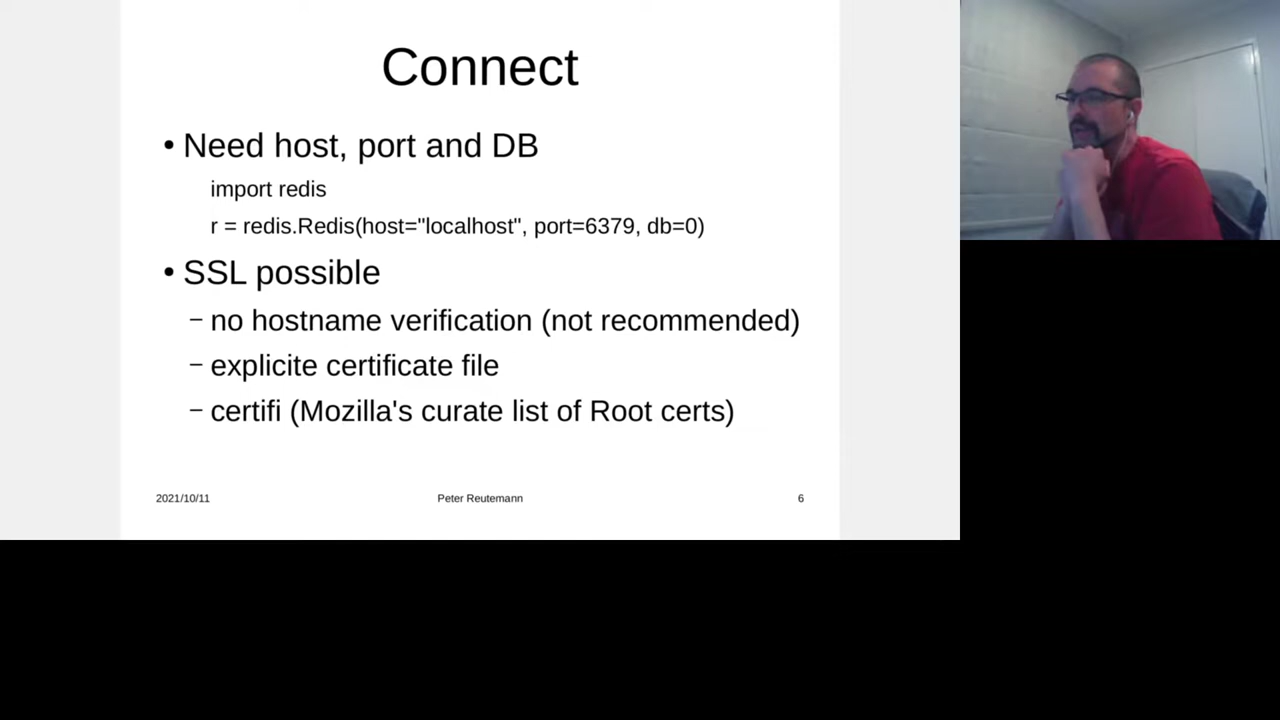 Connect
• Need host, port and DB
import redis
r = redis.Redis(host="localhost", port=6379, db=0)
• SSL possible
– no hostname verification (not recommended)
– explicite certificate file
– certifi (Mozilla's curate list of Root certs)
2021/10/11
Peter Reutemann
6